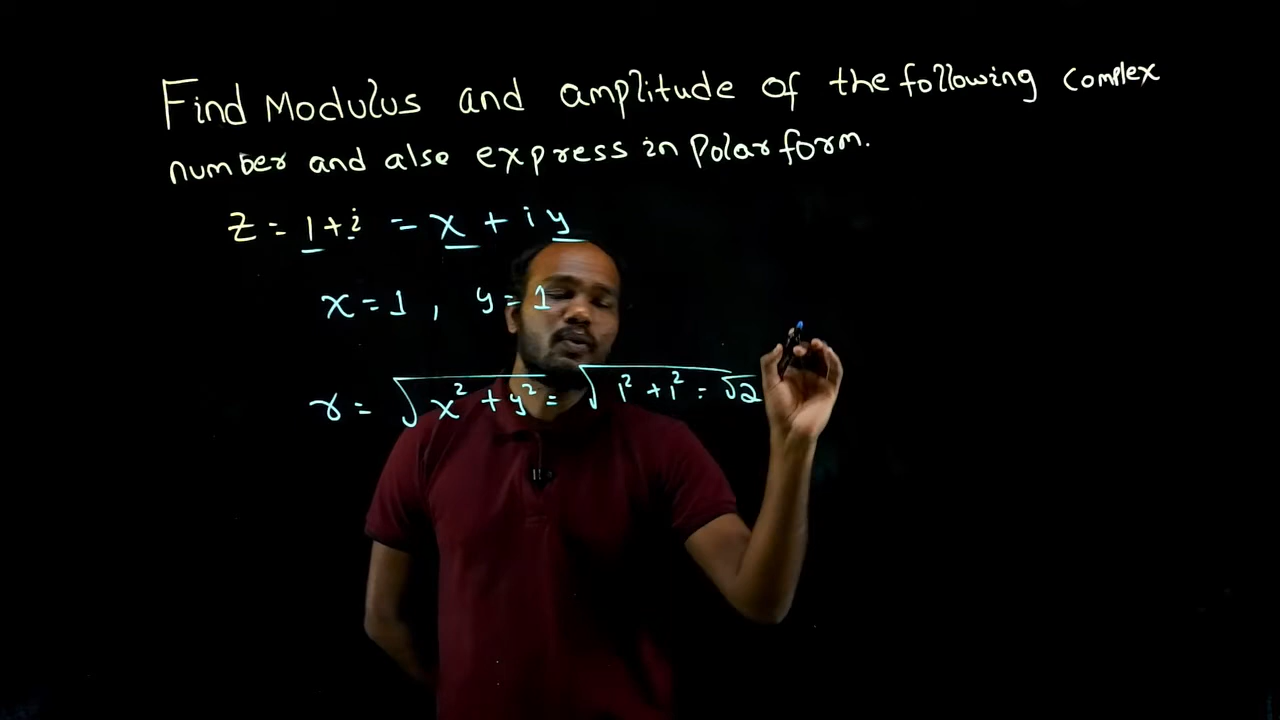 Find Modulus and amplitude of the following complex
number and also express in Polar form.
Z = 1+i = x + i y
x = 1 , y = 1
r = √x² + y² = √1² + 1² = √2